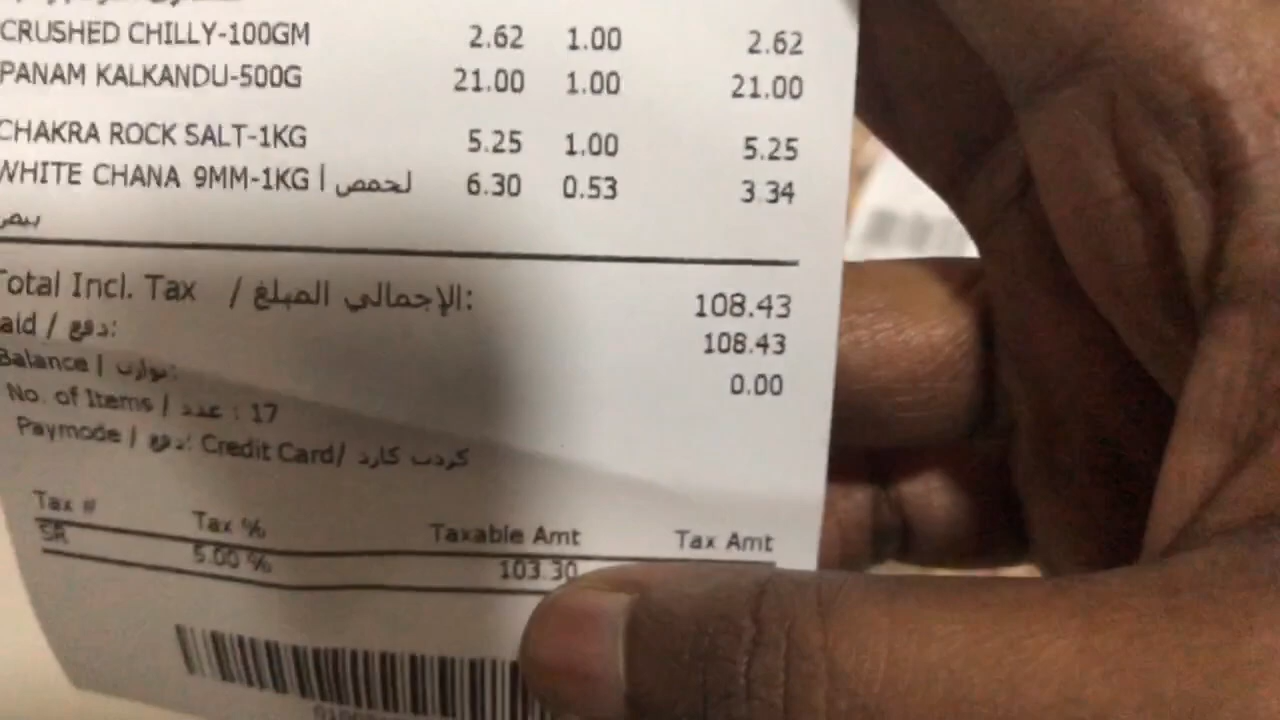 CRUSHED CHILLY-100GM 2.62 1.00 2.62
PANAM KALKANDU-500G 21.00 1.00 21.00
CHAKRA ROCK SALT-1KG 5.25 1.00 5.25
WHITE CHANA 9MM-1KG | لحمص 6.30 0.53 3.34
بيض
Total Incl. Tax / الإجمالي المبلغ: 108.43
aid / دفع: 108.43
Balance | توازن: 0.00
No. of Items / عدد : 17
Paymode / دفع: Credit Card/ كردت كارد
Tax # Tax % Taxable Amt Tax Amt
SR 5.00 % 103.30